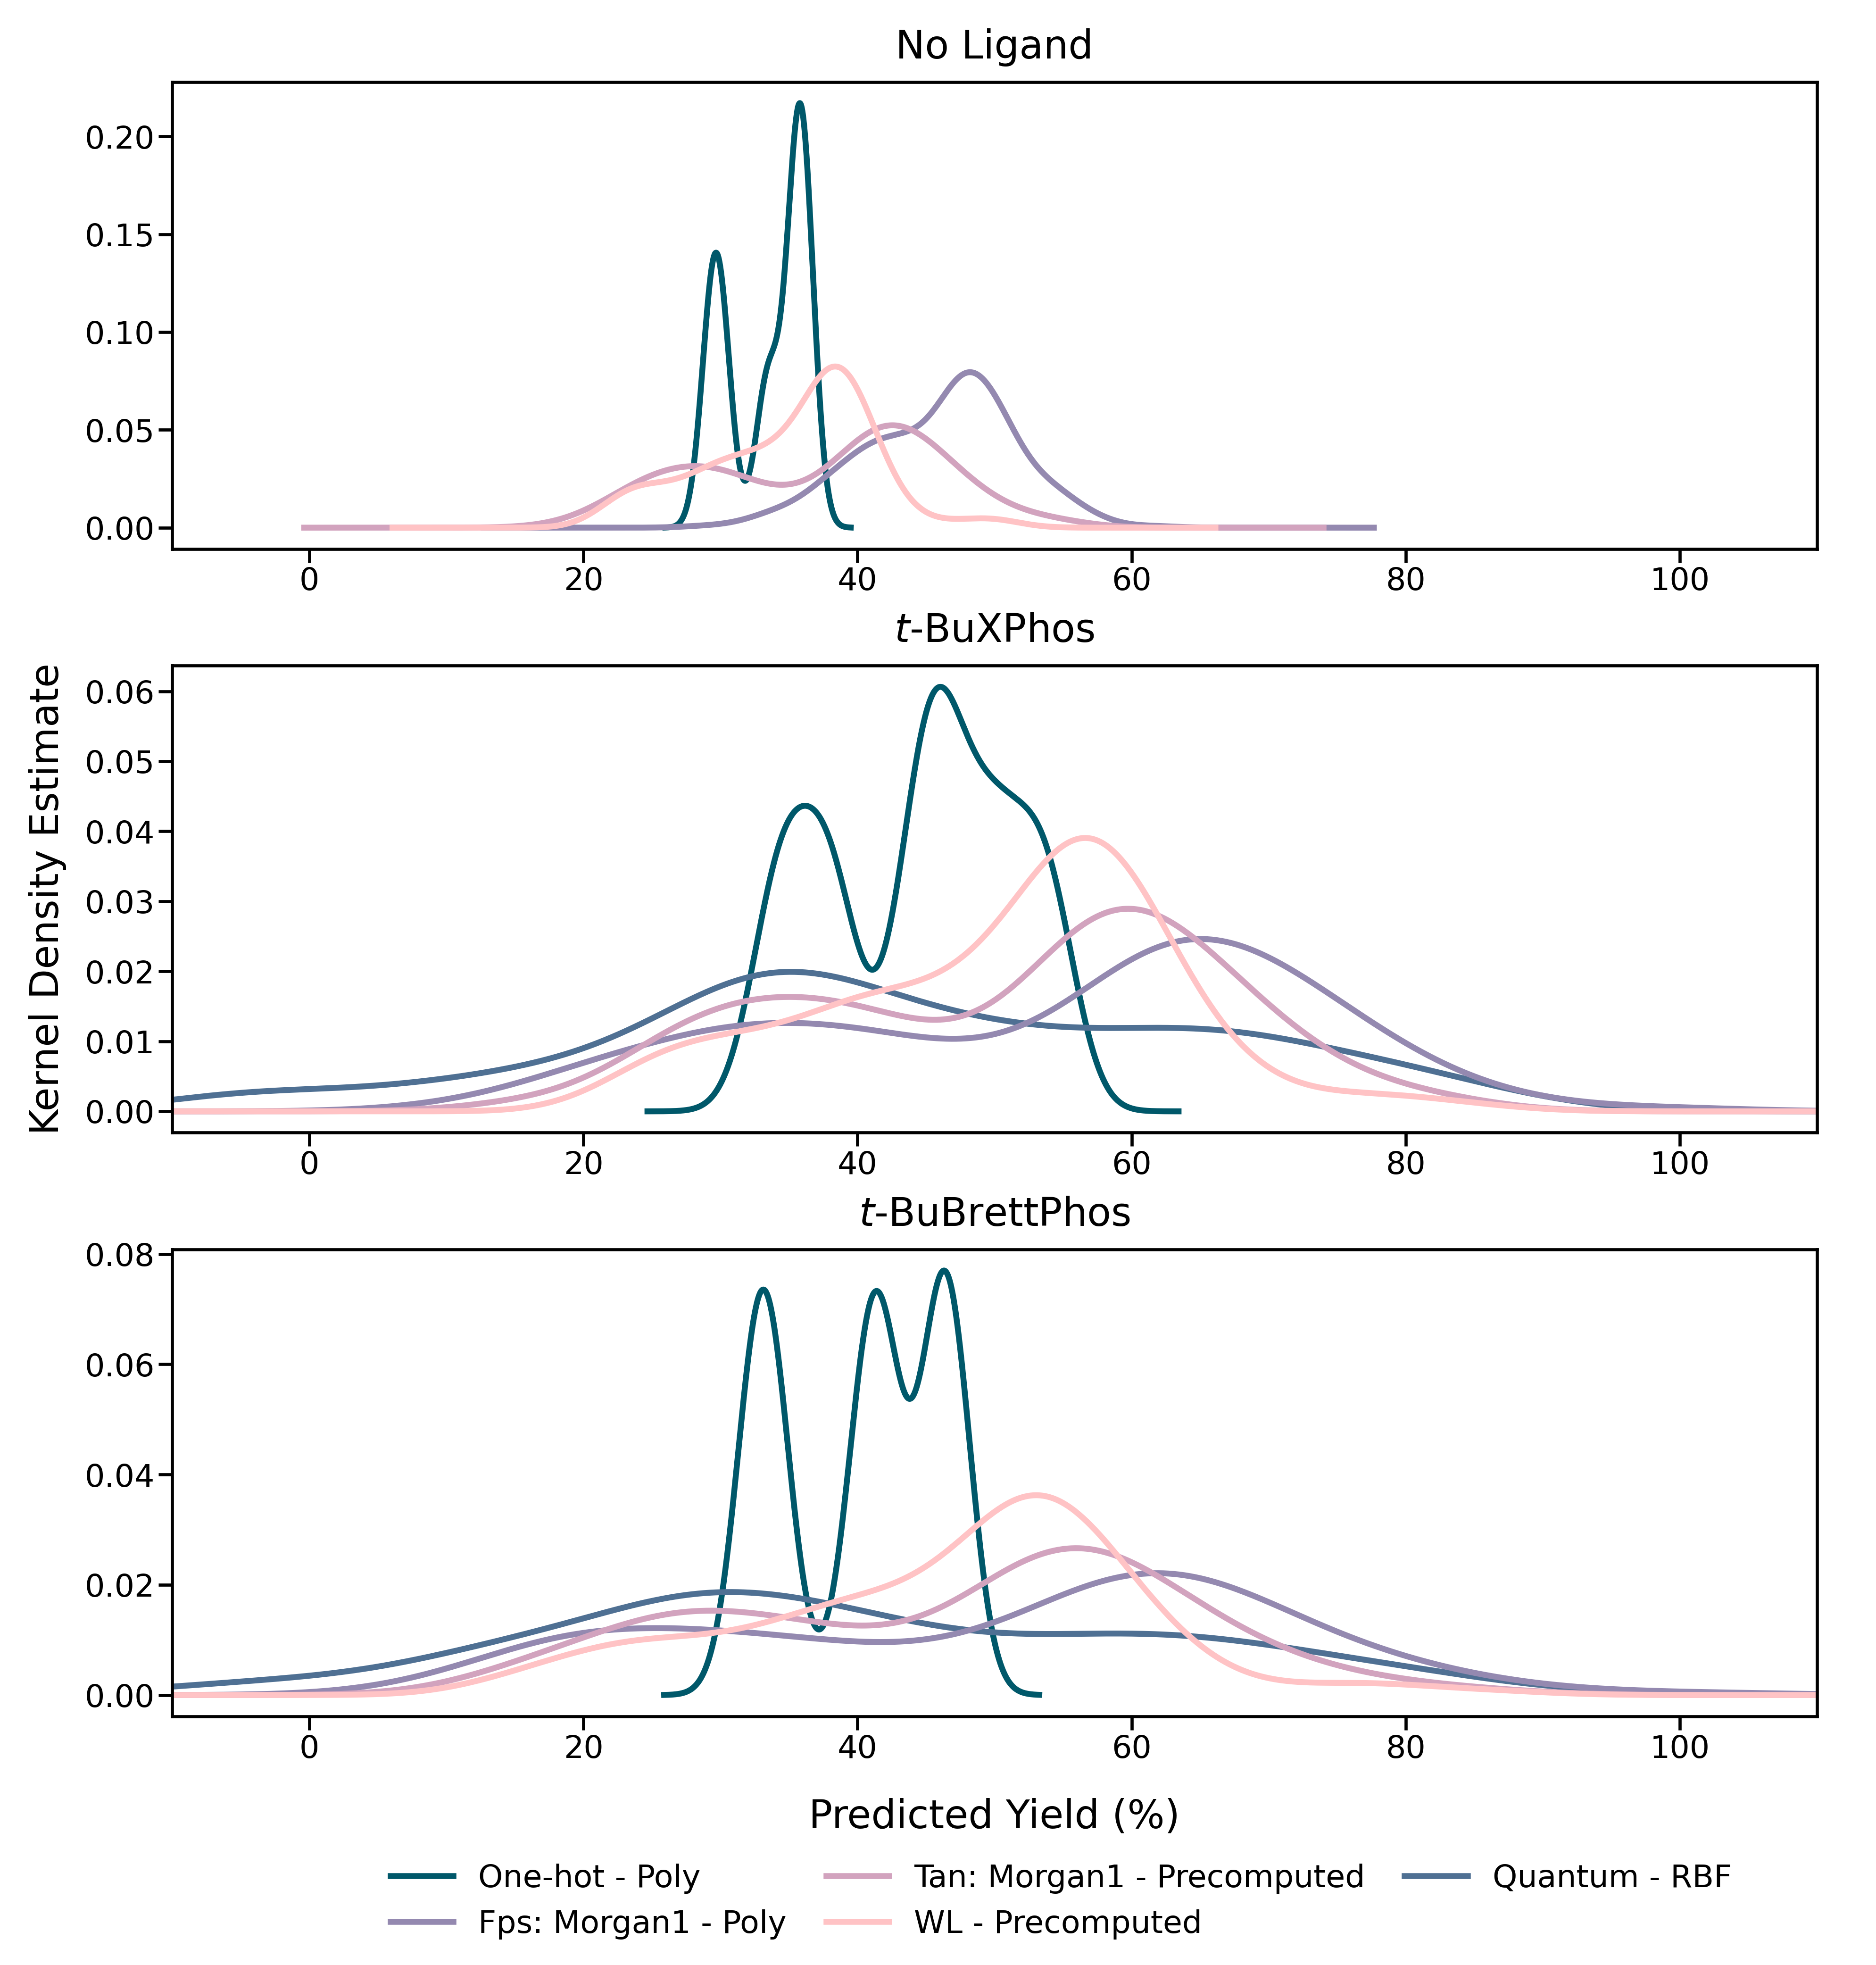 No Ligand
0.20
0.15
0.10
0.05
0.00
0 20 40 60 80 100
t-BuXPhos
Kernel Density Estimate
0.06
0.05
0.04
0.03
0.02
0.01
0.00
0 20 40 60 80 100
t-BuBrettPhos
0.08
0.06
0.04
0.02
0.00
0 20 40 60 80 100
Predicted Yield (%)
One-hot - Poly Tan: Morgan1 - Precomputed Quantum - RBF
Fps: Morgan1 - Poly WL - Precomputed